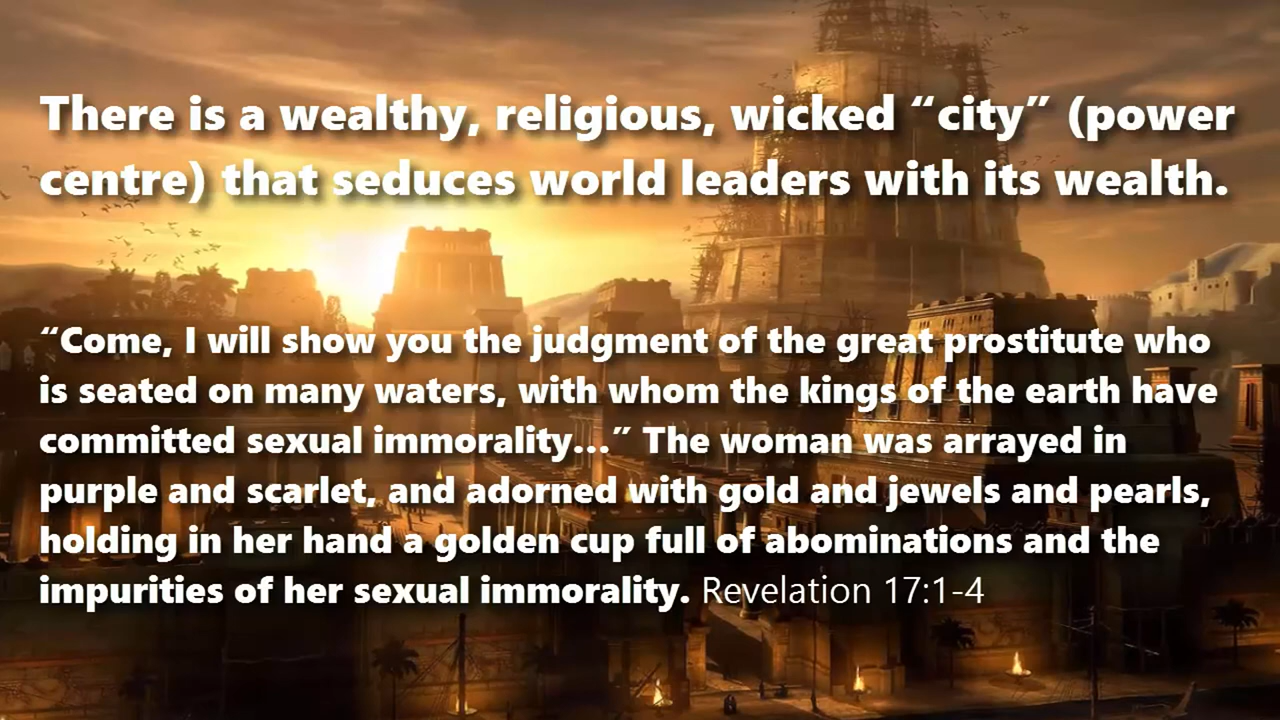 There is a wealthy, religious, wicked “city” (power
centre) that seduces world leaders with its wealth.
“Come, I will show you the judgment of the great prostitute who
is seated on many waters, with whom the kings of the earth have
committed sexual immorality…” The woman was arrayed in
purple and scarlet, and adorned with gold and jewels and pearls,
holding in her hand a golden cup full of abominations and the
impurities of her sexual immorality. Revelation 17:1-4